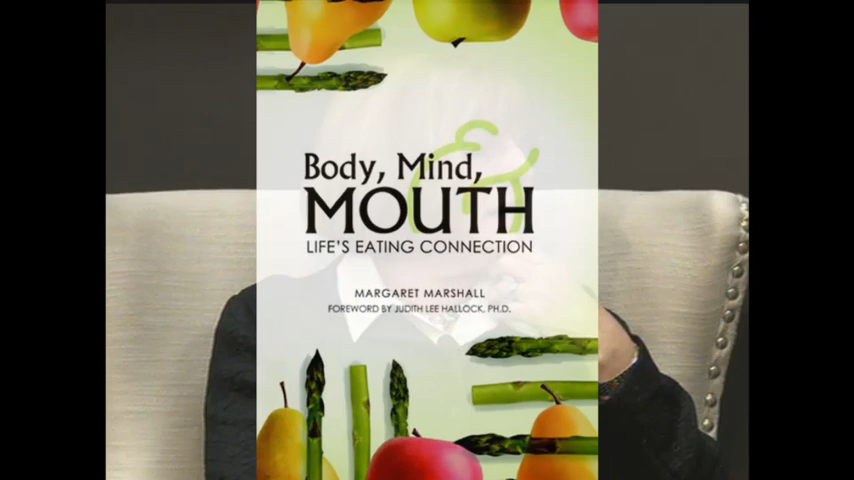 Body, Mind,
MOUTH
LIFE'S EATING CONNECTION
MARGARET MARSHALL
FOREWORD BY JUDITH LEE HALLOCK, PH.D.